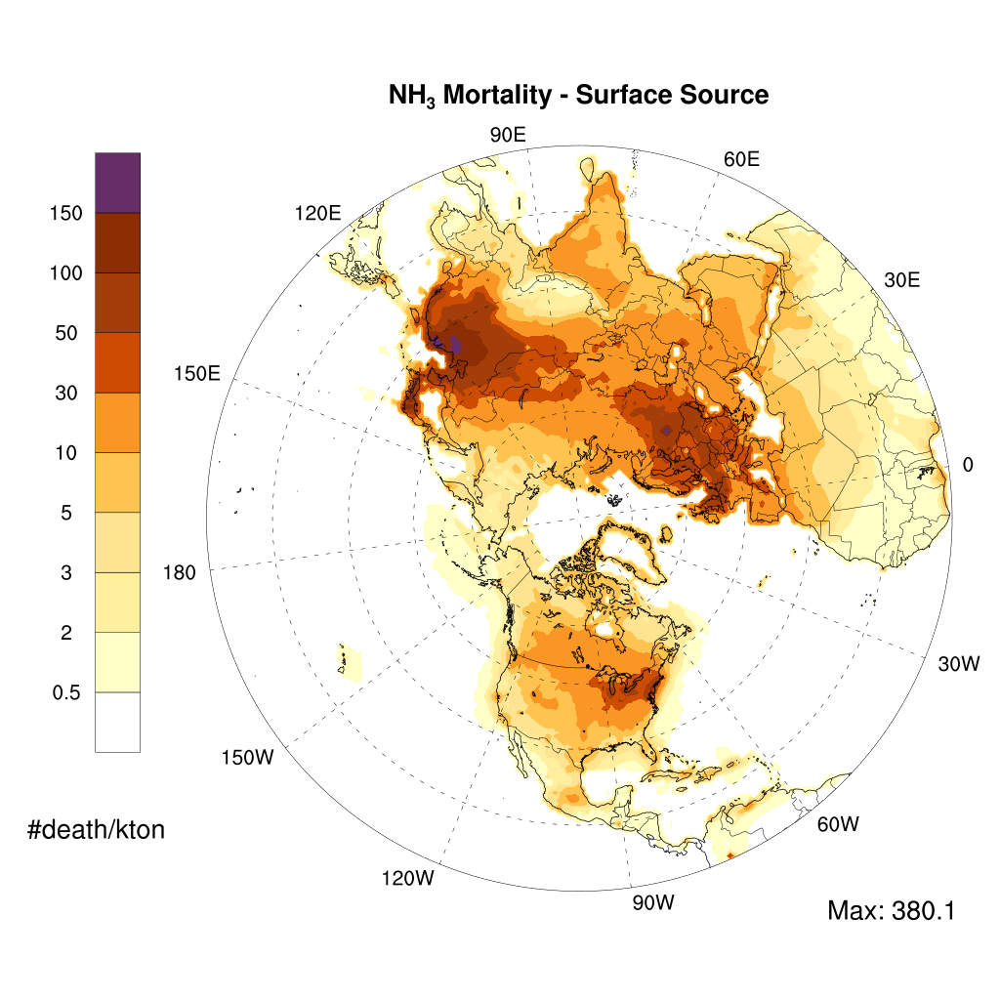 NH₃ Mortality - Surface Source
90E
60E
120E
30E
150E
0
180
30W
150W
60W
120W
90W
150
100
50
30
10
5
3
2
0.5
#death/kton
Max: 380.1